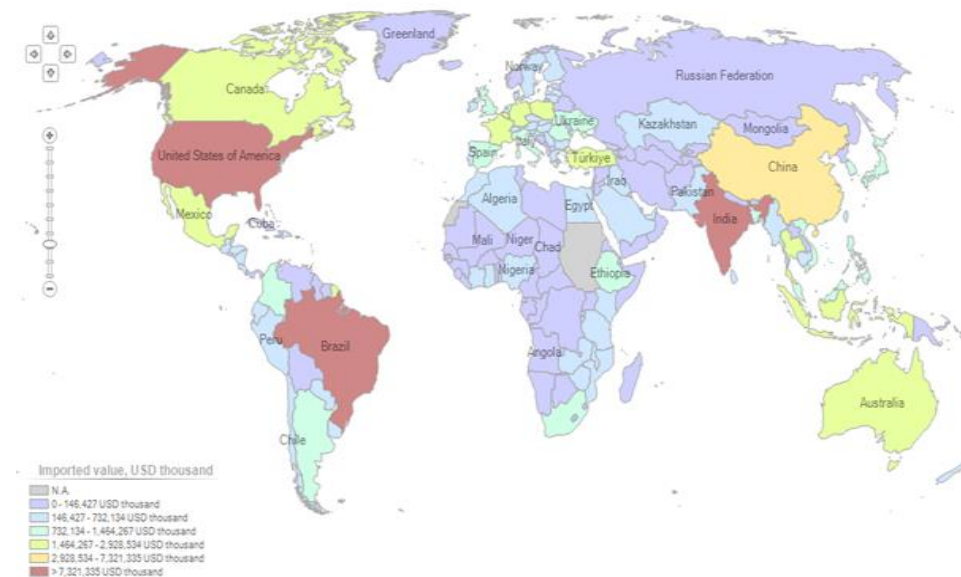 Greenland
Norway
Russian Federation
Canada
Ukraine
Kazakhstan
Mongolia
United States of America
Spain
Italy
Türkiye
China
Iraq
Pakistan
Mexico
Algeria
Egypt
India
Cuba
Mali
Niger
Chad
Nigeria
Ethiopia
Peru
Brazil
Angola
Australia
Chile
Imported value, USD thousand
N.A.
0 - 146,427 USD thousand
146,427 - 732,134 USD thousand
732,134 - 1,464,267 USD thousand
1,464,267 - 2,928,534 USD thousand
2,928,534 - 7,321,335 USD thousand
> 7,321,335 USD thousand